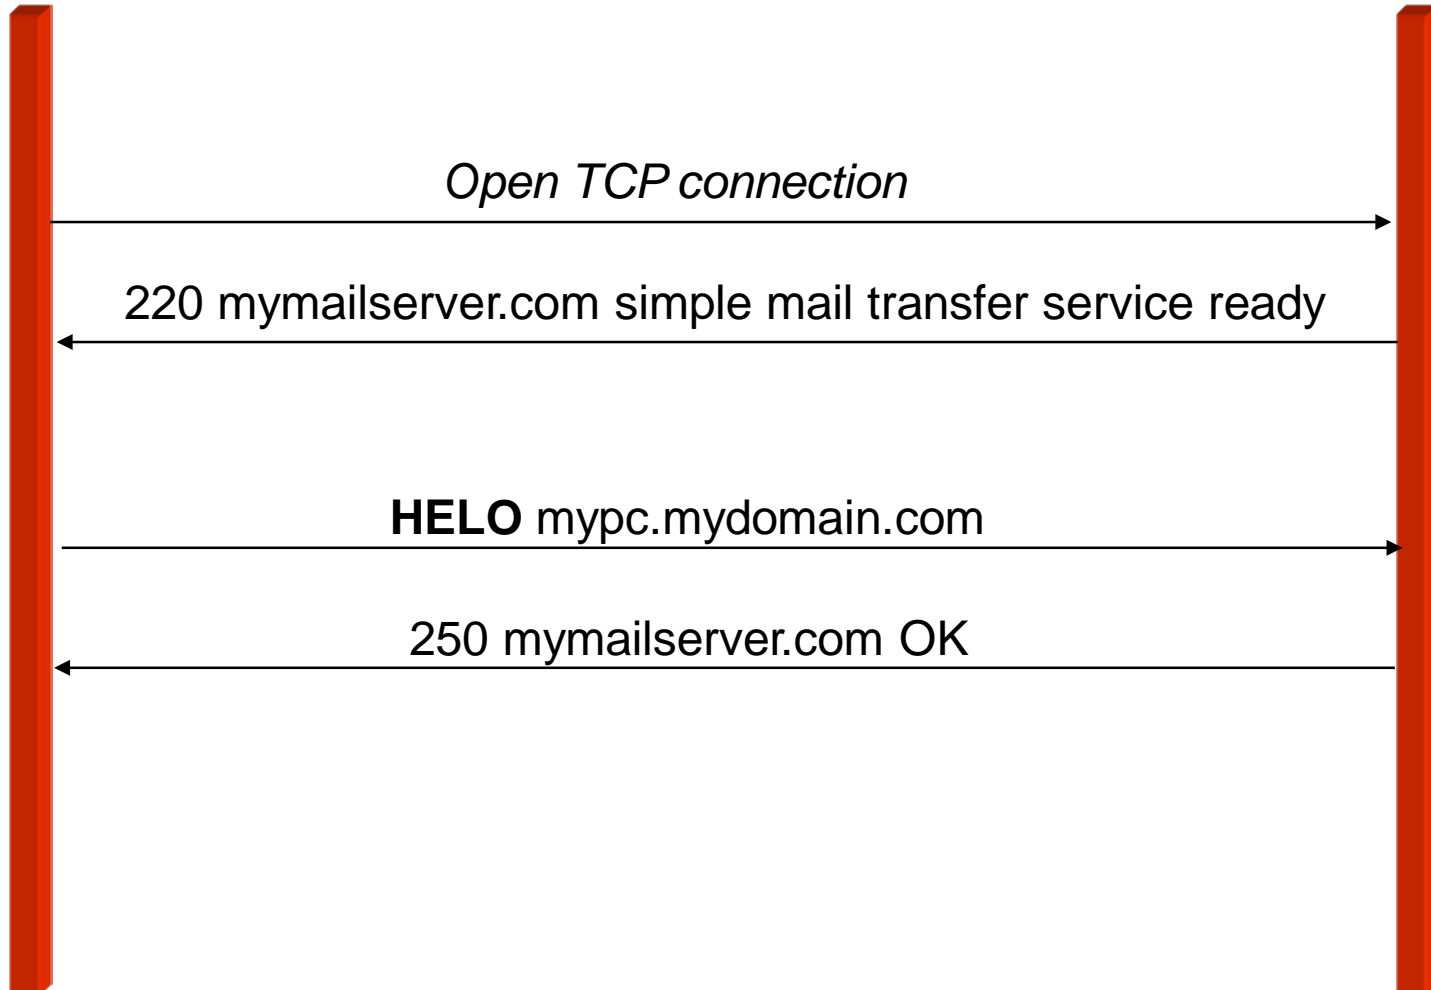 Open TCP connection
220 mymailserver.com simple mail transfer service ready
HELO mypc.mydomain.com
250 mymailserver.com OK